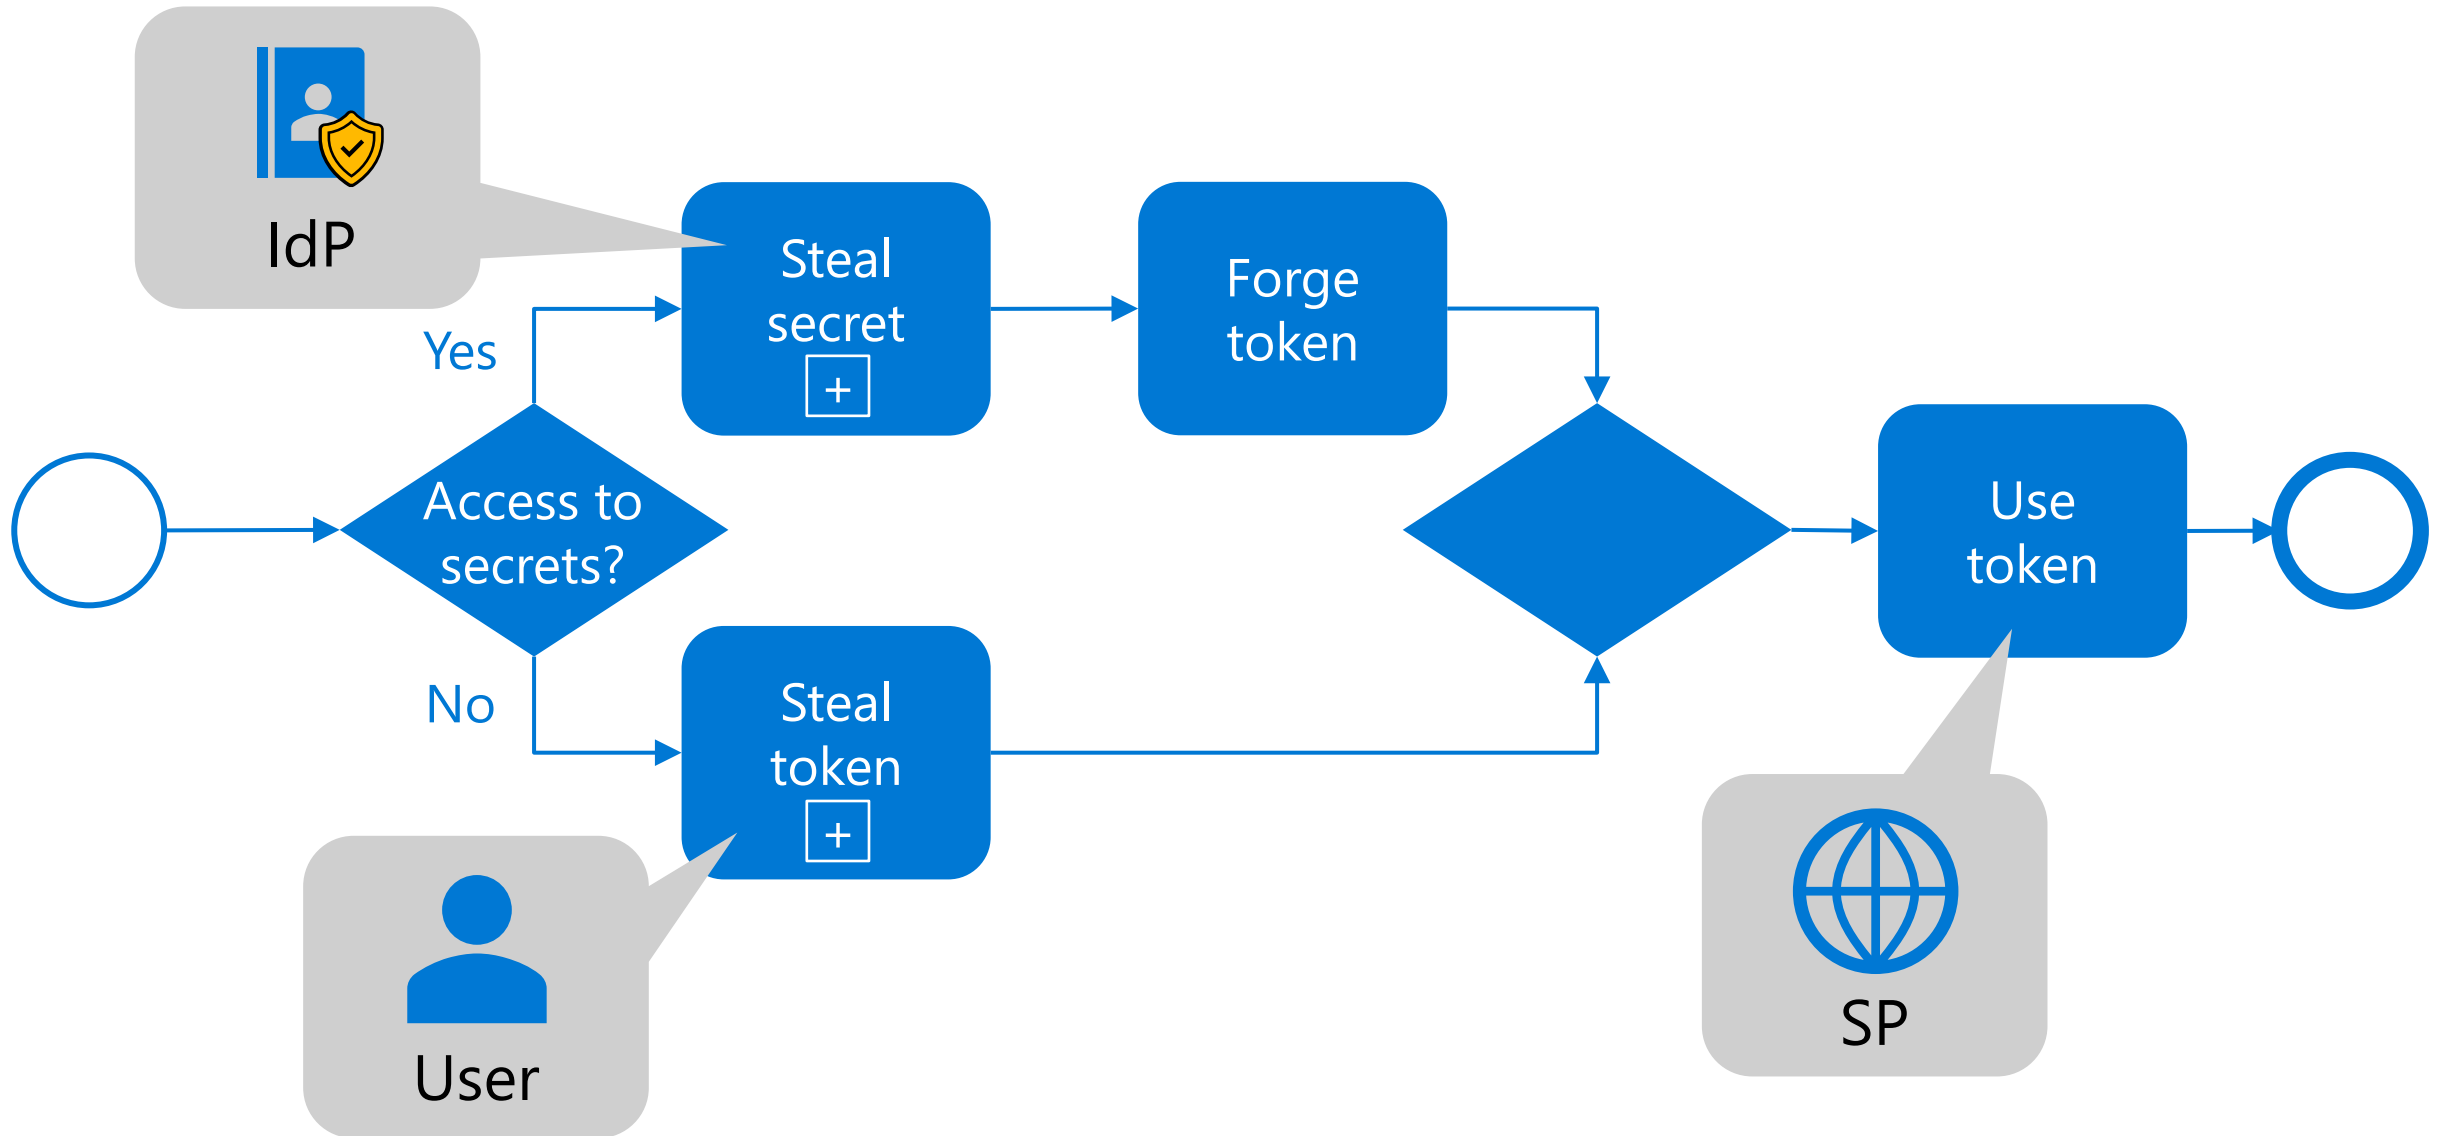 IdP
Yes
Steal
secret
+
Forge
token
Access to
secrets?
Use
token
No
Steal
token
+
User
SP